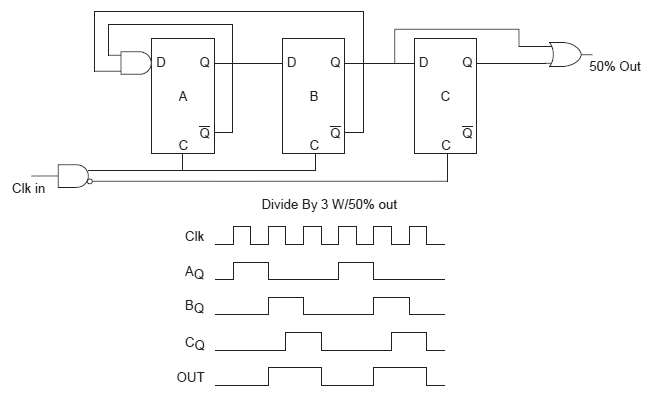 D Q D Q D Q
50% Out
A B C
Q Q Q
C C C
Clk in
Divide By 3 W/50% out
Clk
AQ
BQ
CQ
OUT